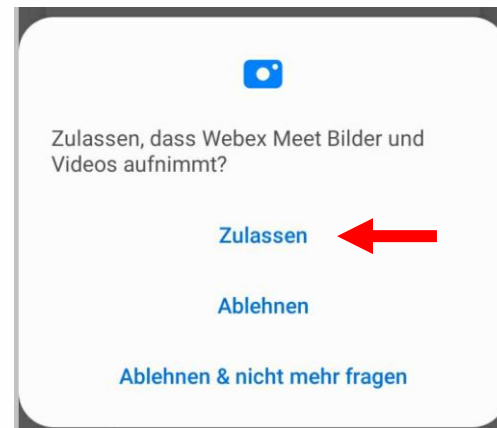 Zulassen, dass Webex Meet Bilder und
Videos aufnimmt?
Zulassen
Ablehnen
Ablehnen & nicht mehr fragen